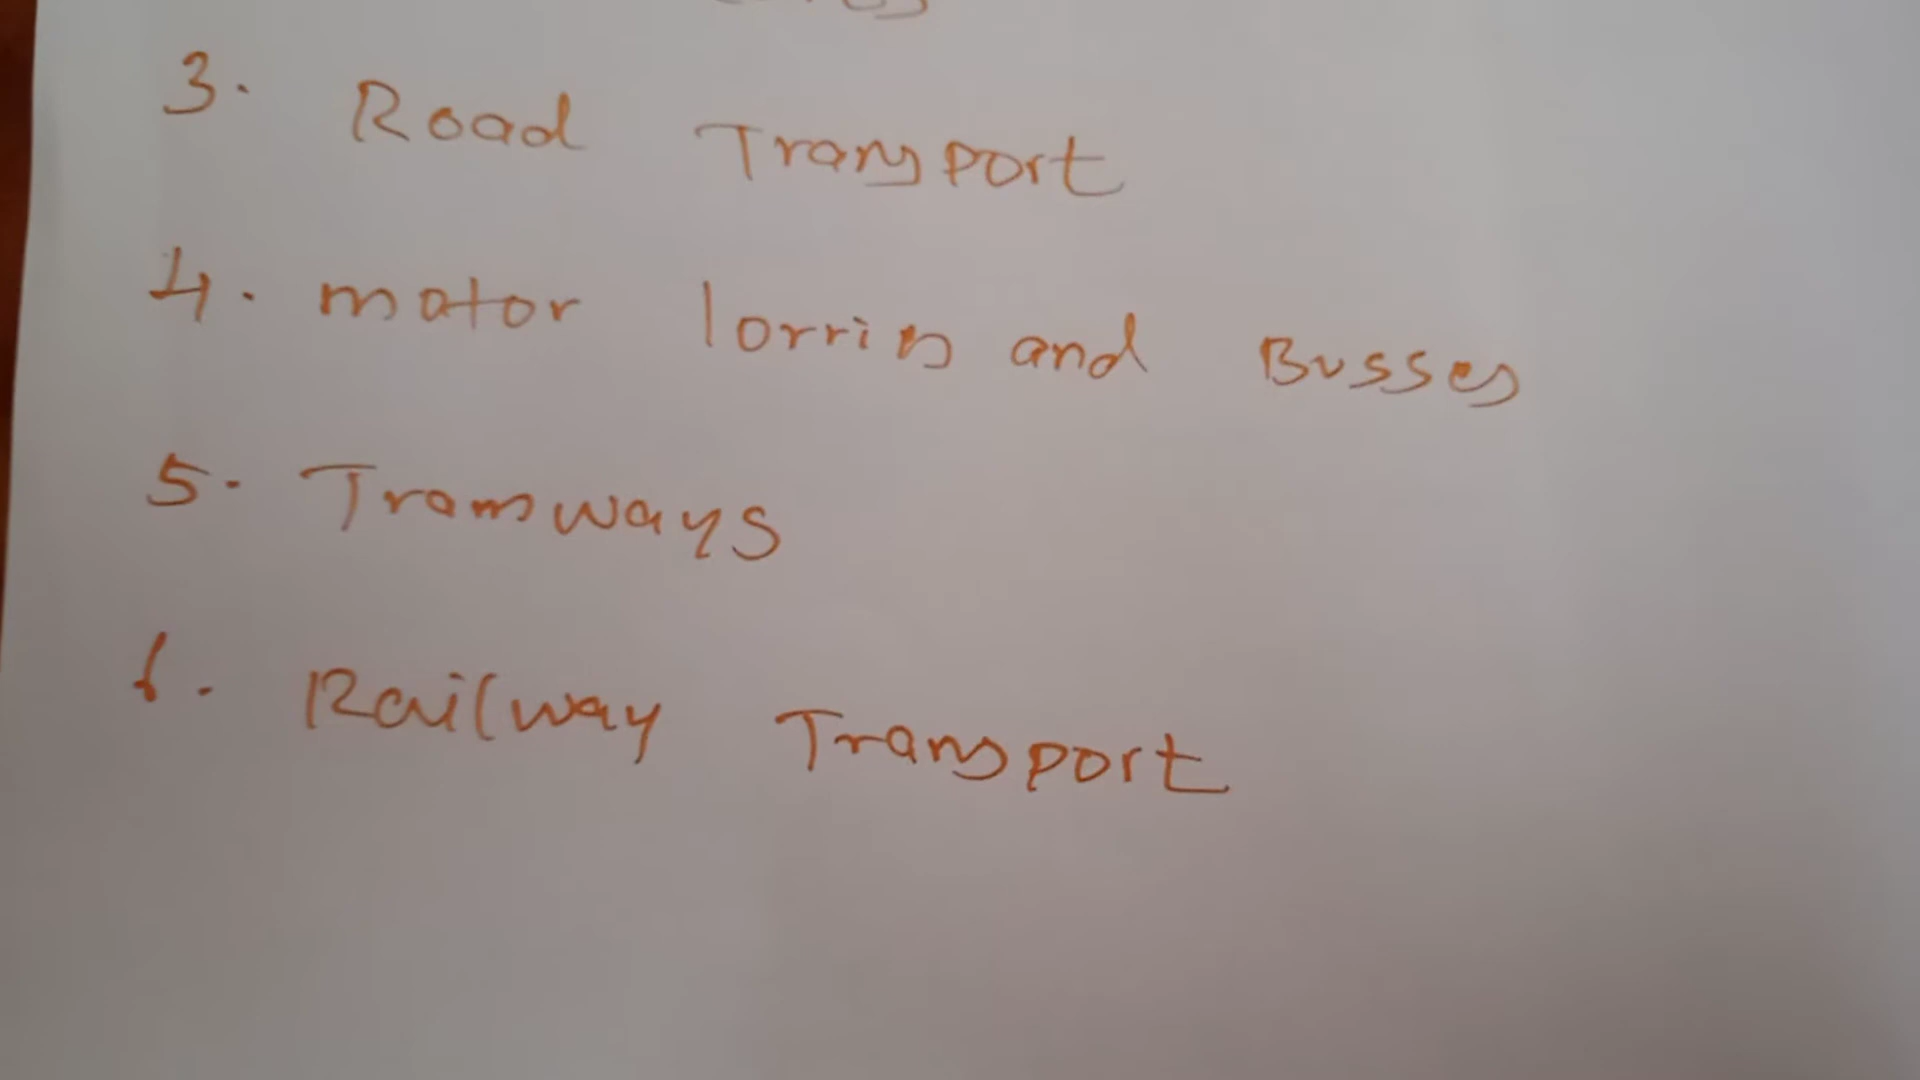 3. Road Transport
4. motor lorries and Busses
5. Tramways
6. Railway Transport